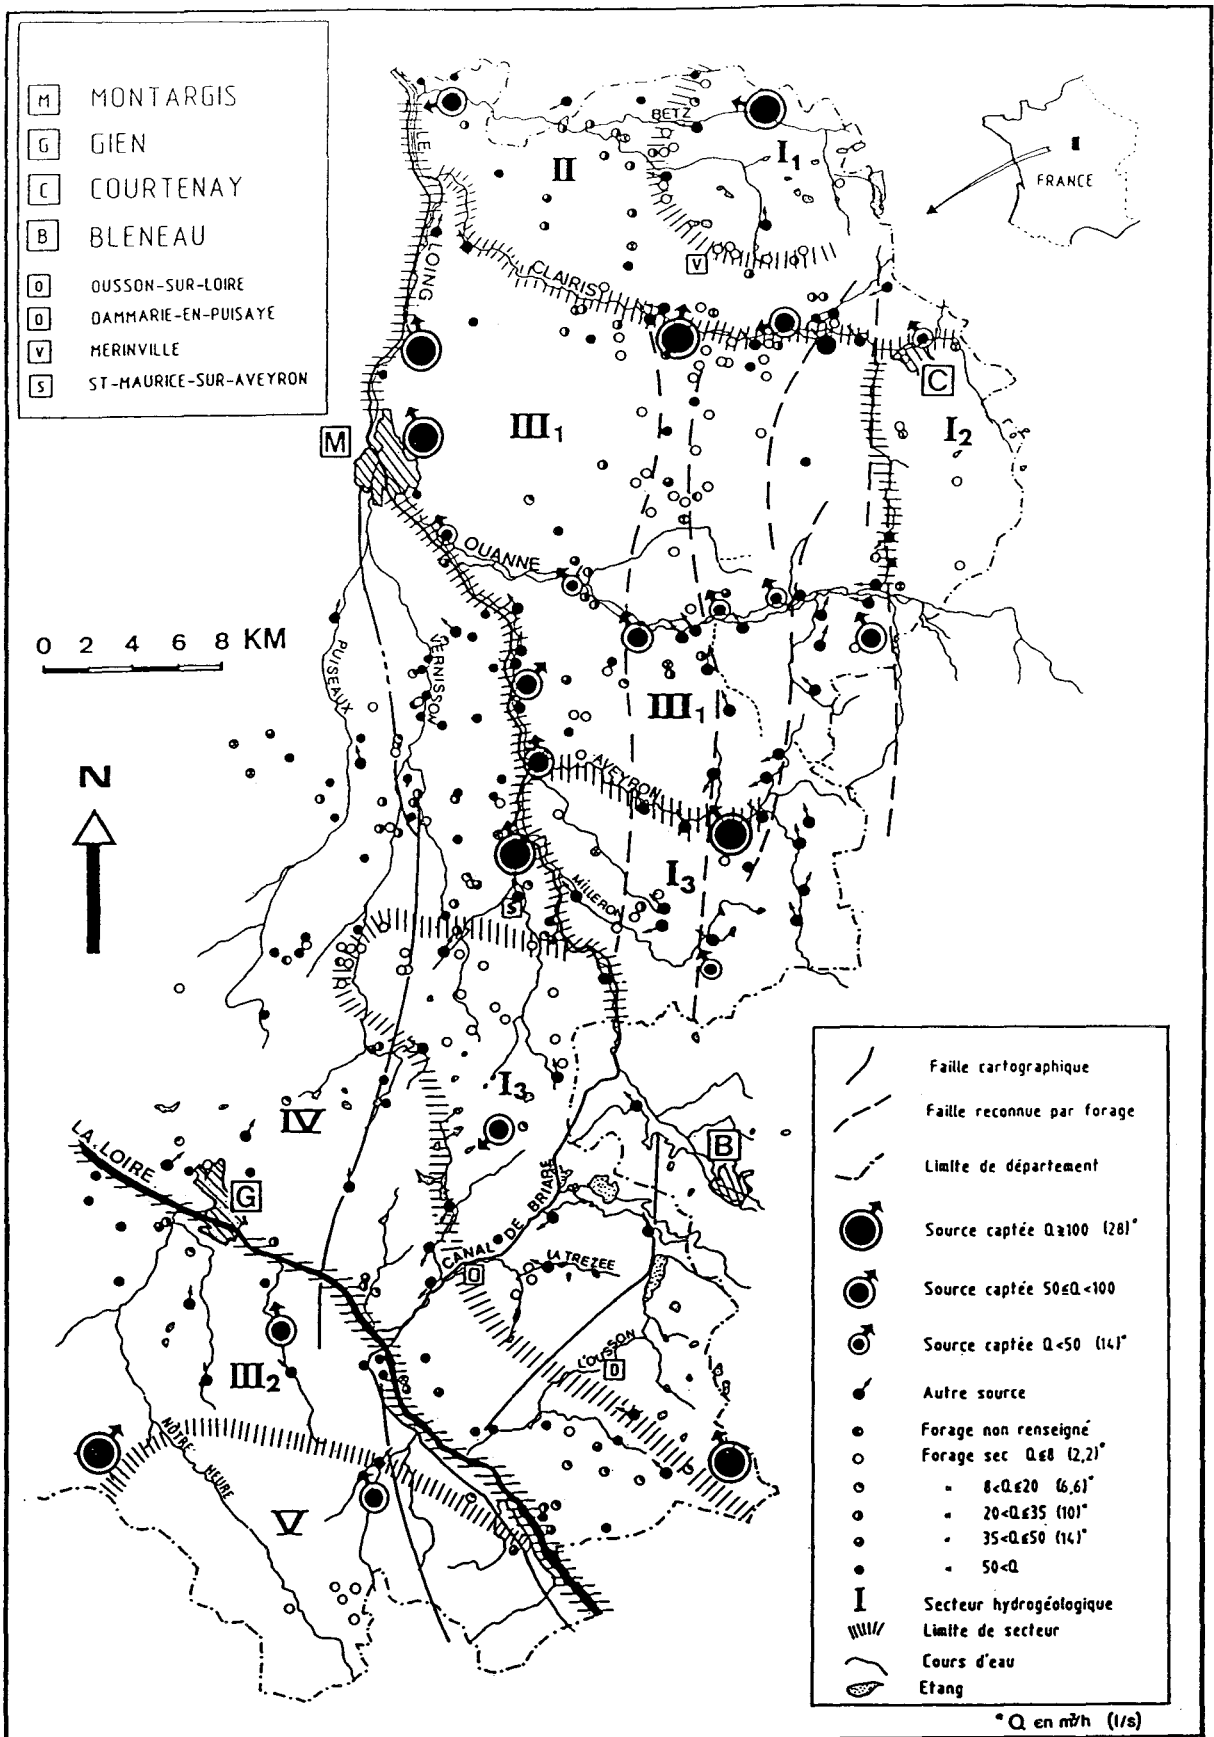 M MONTARGIS
G GIEN
C COURTENAY
B BLENEAU
O OUSSON-SUR-LOIRE
D DAMMARIE-EN-PUISAYE
V MERINVILLE
S ST-MAURICE-SUR-AVEYRON
FRANCE
BETZ
II
I1
LE LOING
CLAIRIS
V
C
M
III1
I2
OUANNE
0 2 4 6 8 KM
PUISEAUX
VERNISSON
III1
N
AVEYRON
I3
MILLERON
S
I3
IV
LA LOIRE
G
B
CANAL DE BRIARE
LA TREZEE
O
L'OUSSON
D
III2
NOTRE HEURE
V
Faille cartographique
Faille reconnue par forage
Limite de département
Source captée Q≥100 (28)*
Source captée 50≤Q<100
Source captée Q<50 (14)*
Autre source
Forage non renseigné
Forage sec Q≤8 (2,2)*
" 8<Q≤20 (6,6)*
" 20<Q≤35 (10)*
" 35<Q≤50 (14)*
" 50<Q
I Secteur hydrogéologique
Limite de secteur
Cours d'eau
Etang
* Q en m³/h (l/s)